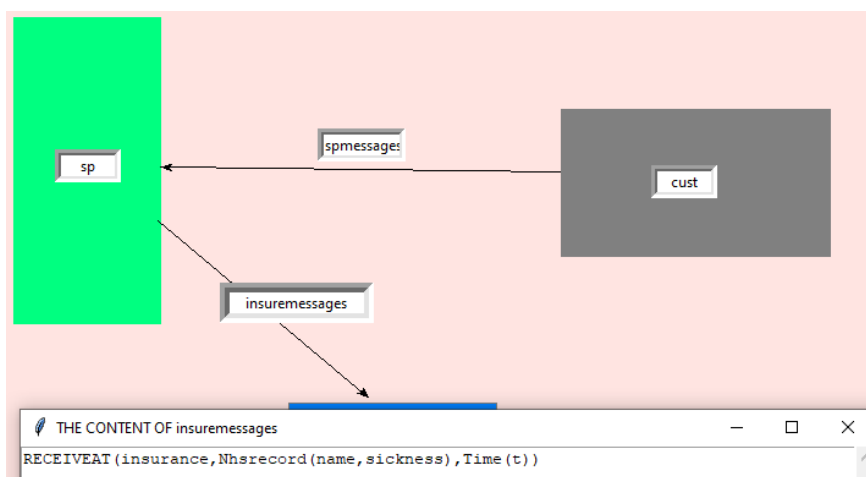 spmessages
sp
cust
insuremessages
THE CONTENT OF insuremessages
RECEIVEAT(insurance,Nhsrecord(name,sickness),Time(t))